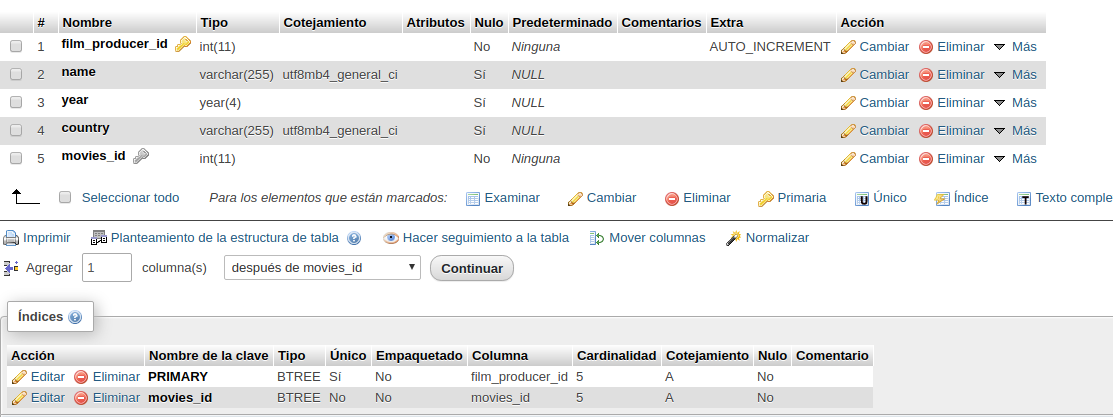 # Nombre Tipo Cotejamiento Atributos Nulo Predeterminado Comentarios Extra Acción
1 film_producer_id int(11) No Ninguna AUTO_INCREMENT Cambiar Eliminar Más
2 name varchar(255) utf8mb4_general_ci Sí NULL Cambiar Eliminar Más
3 year year(4) Sí NULL Cambiar Eliminar Más
4 country varchar(255) utf8mb4_general_ci Sí NULL Cambiar Eliminar Más
5 movies_id int(11) No Ninguna Cambiar Eliminar Más
Seleccionar todo Para los elementos que están marcados: Examinar Cambiar Eliminar Primaria Único Índice Texto comple
Imprimir Planteamiento de la estructura de tabla Hacer seguimiento a la tabla Mover columnas Normalizar
Agregar 1 columna(s) después de movies_id Continuar
Índices
Acción Nombre de la clave Tipo Único Empaquetado Columna Cardinalidad Cotejamiento Nulo Comentario
Editar Eliminar PRIMARY BTREE Sí No film_producer_id 5 A No
Editar Eliminar movies_id BTREE No No movies_id 5 A No